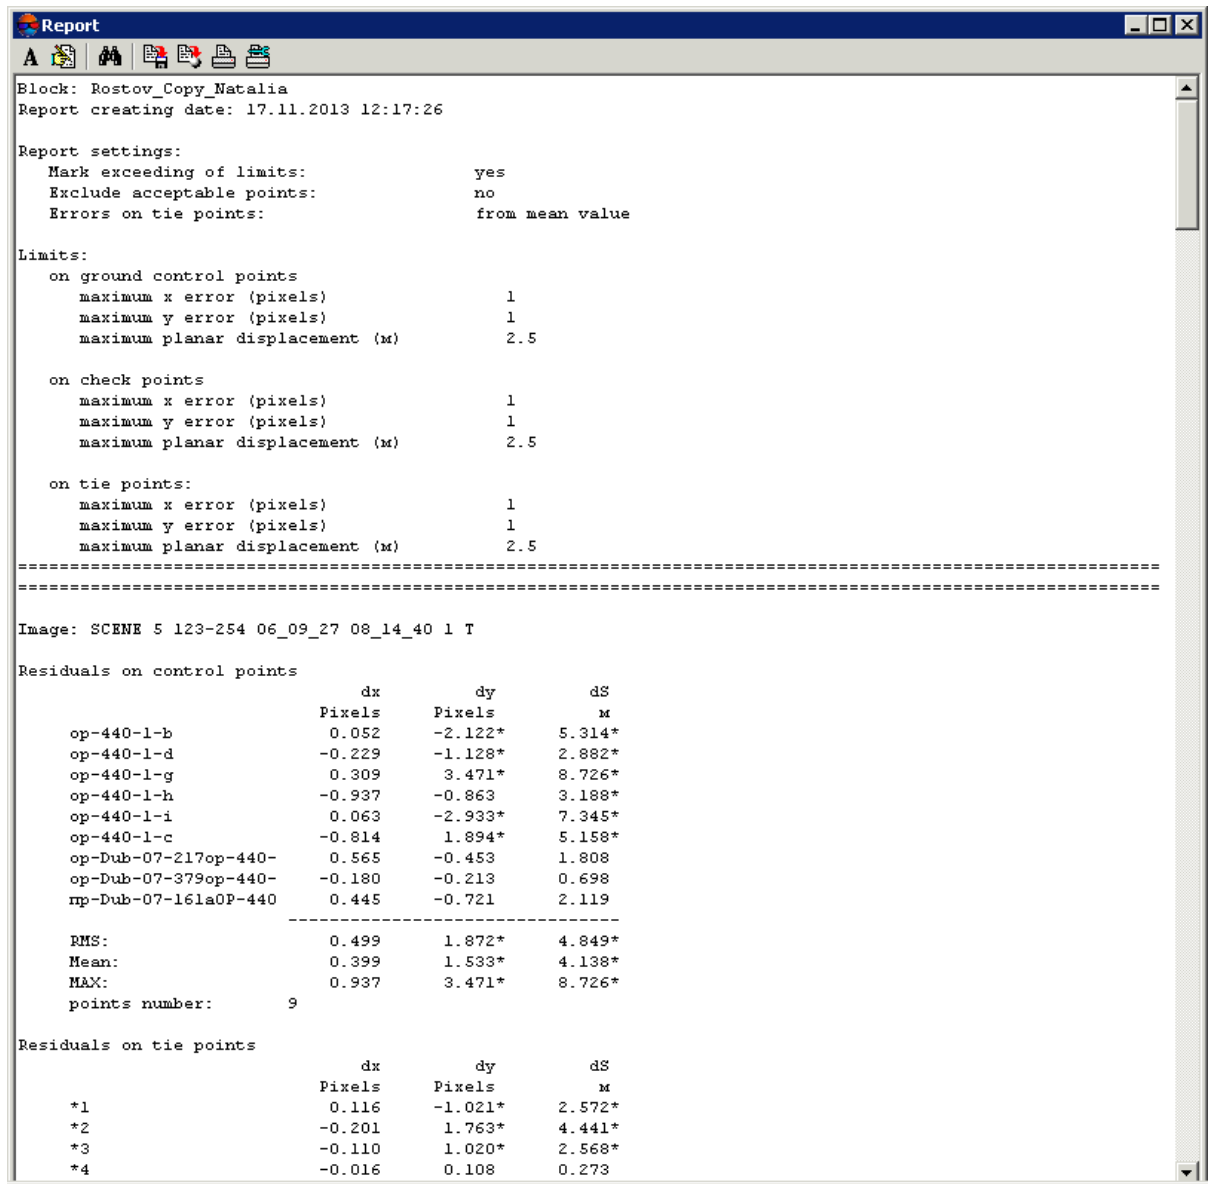 Report
Block: Rostov_Copy_Natalia
Report creating date: 17.11.2013 12:17:26
Report settings:
Mark exceeding of limits: yes
Exclude acceptable points: no
Errors on tie points: from mean value
Limits:
on ground control points
maximum x error (pixels) 1
maximum y error (pixels) 1
maximum planar displacement (м) 2.5
on check points
maximum x error (pixels) 1
maximum y error (pixels) 1
maximum planar displacement (м) 2.5
on tie points:
maximum x error (pixels) 1
maximum y error (pixels) 1
maximum planar displacement (м) 2.5
==============================================================================================================
==============================================================================================================
Image: SCENE 5 123-254 06_09_27 08_14_40 1 T
Residuals on control points
dx dy dS
Pixels Pixels м
op-440-1-b 0.052 -2.122* 5.314*
op-440-1-d -0.229 -1.128* 2.882*
op-440-1-g 0.309 3.471* 8.726*
op-440-1-h -0.937 -0.863 3.188*
op-440-1-i 0.063 -2.933* 7.345*
op-440-1-c -0.814 1.894* 5.158*
op-Dub-07-217op-440- 0.565 -0.453 1.808
op-Dub-07-379op-440- -0.180 -0.213 0.698
пр-Dub-07-161a0P-440 0.445 -0.721 2.119
--------------------------------
RMS: 0.499 1.872* 4.849*
Mean: 0.399 1.533* 4.138*
MAX: 0.937 3.471* 8.726*
points number: 9
Residuals on tie points
dx dy dS
Pixels Pixels м
*1 0.116 -1.021* 2.572*
*2 -0.201 1.763* 4.441*
*3 -0.110 1.020* 2.568*
*4 -0.016 0.108 0.273